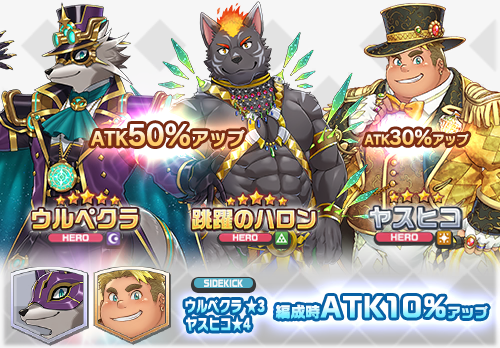 ATK50%アップ
ATK30%アップ
ウルペクラ
HERO
跳躍のハロン
HERO
ヤスヒコ
HERO
SIDEKICK
ウルペクラ★3
ヤスヒコ★4
編成時ATK10%アップ